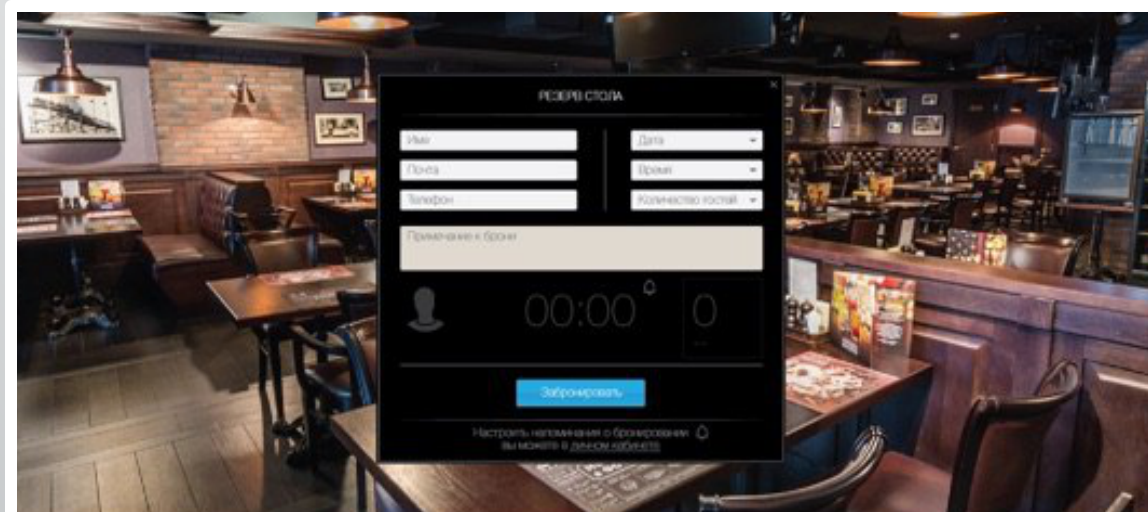 РЕЗЕРВ СТОЛА
Имя
Дата
Почта
Время
Телефон
Количество гостей
Примечание к брони
00:00
0
Забронировать
Настроить напоминания о бронировании
вы можете в личном кабинете